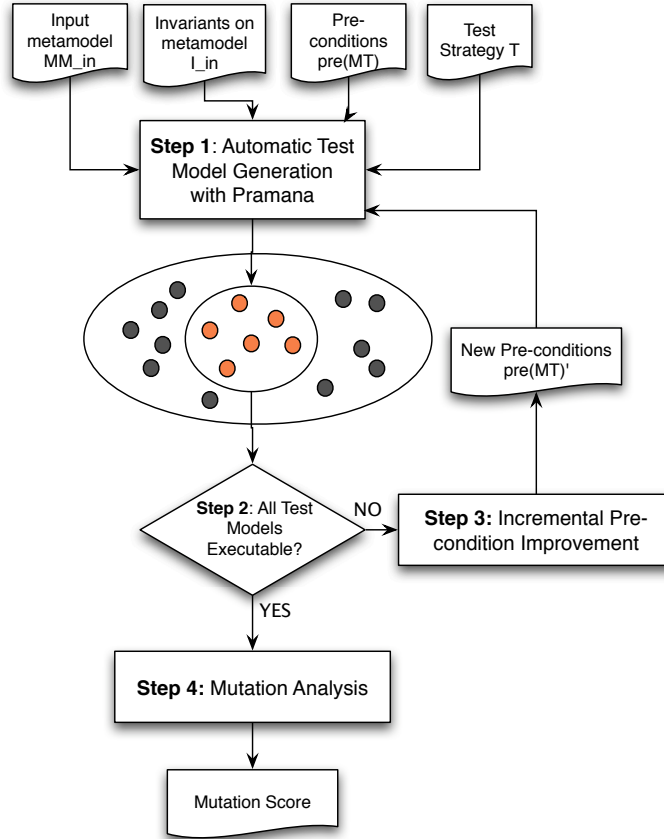 Input
metamodel
MM_in
Invariants on
metamodel
I_in
Pre-
conditions
pre(MT)
Test
Strategy T
Step 1: Automatic Test
Model Generation
with Pramana
New Pre-conditions
pre(MT)'
Step 2: All Test
Models
Executable?
NO
Step 3: Incremental Pre-
condition Improvement
YES
Step 4: Mutation Analysis
Mutation Score